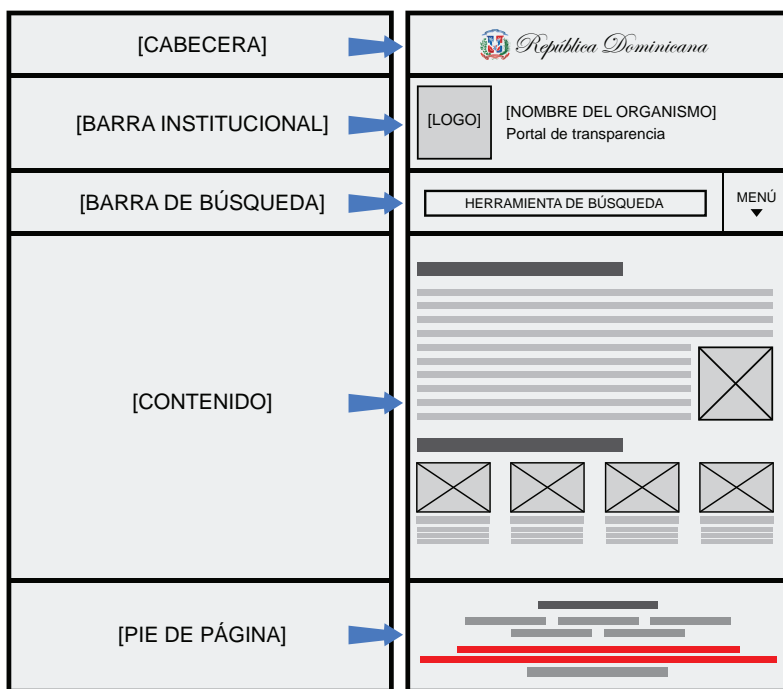 [CABECERA]
República Dominicana
[BARRA INSTITUCIONAL]
[LOGO]
[NOMBRE DEL ORGANISMO]
Portal de transparencia
[BARRA DE BÚSQUEDA]
HERRAMIENTA DE BÚSQUEDA
MENÚ
[CONTENIDO]
[PIE DE PÁGINA]